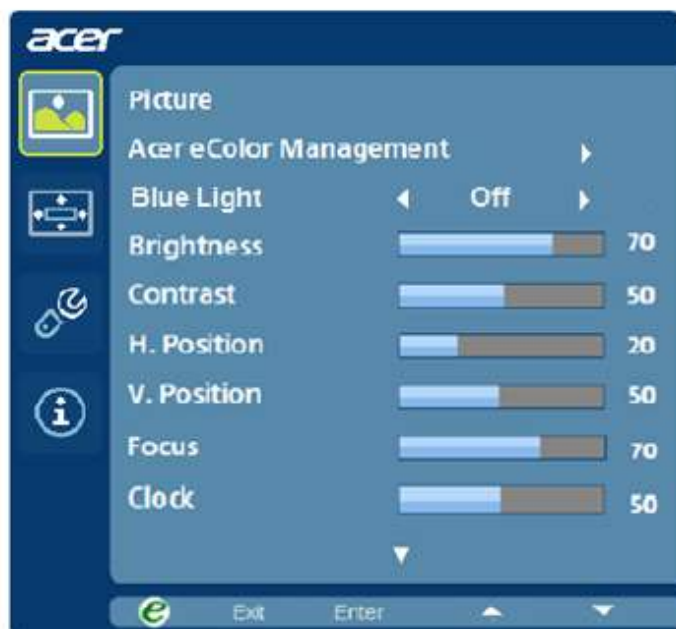 acer
Picture
Acer eColor Management
Blue Light Off
Brightness 70
Contrast 50
H. Position 20
V. Position 50
Focus 70
Clock 50
e Exit Enter